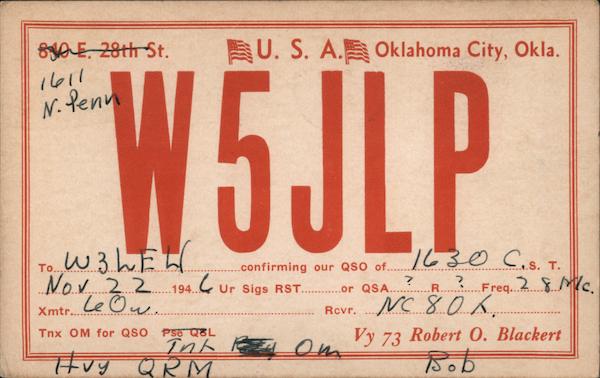 840 E. 28th St. U. S. A. Oklahoma City, Okla.
1611
N. Penn
W5JLP
To W3LEW confirming our QSO of 1630 C. S. T.
Nov 22 1946 Ur Sigs RST or QSA ? R ? Freq. 28 Mc.
Xmtr. 60w. Rcvr. NC 80X.
Tnx OM for QSO Pse QSL Vy 73 Robert O. Blackert
Tnk Om
Hvy QRM Bob